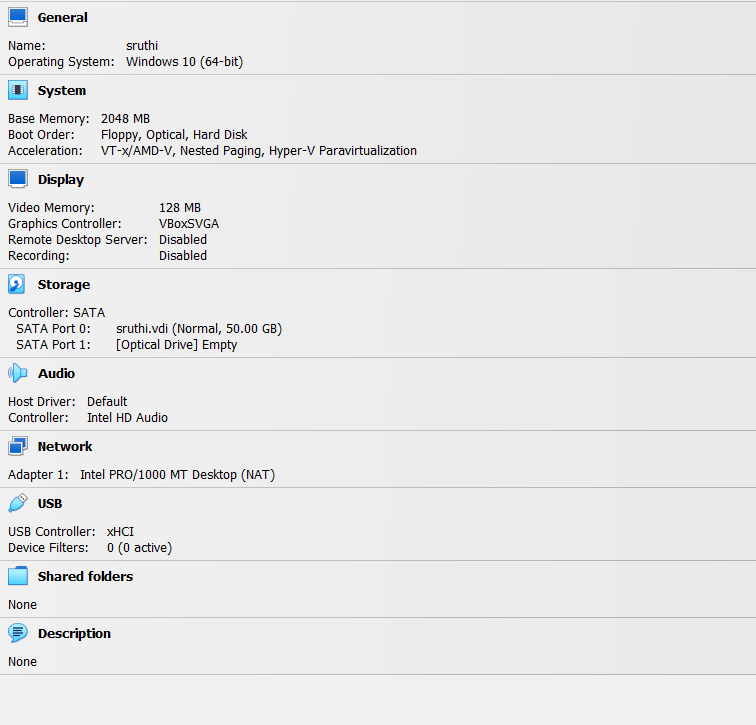 General
Name: sruthi
Operating System: Windows 10 (64-bit)
System
Base Memory: 2048 MB
Boot Order: Floppy, Optical, Hard Disk
Acceleration: VT-x/AMD-V, Nested Paging, Hyper-V Paravirtualization
Display
Video Memory: 128 MB
Graphics Controller: VBoxSVGA
Remote Desktop Server: Disabled
Recording: Disabled
Storage
Controller: SATA
SATA Port 0: sruthi.vdi (Normal, 50.00 GB)
SATA Port 1: [Optical Drive] Empty
Audio
Host Driver: Default
Controller: Intel HD Audio
Network
Adapter 1: Intel PRO/1000 MT Desktop (NAT)
USB
USB Controller: xHCI
Device Filters: 0 (0 active)
Shared folders
None
Description
None